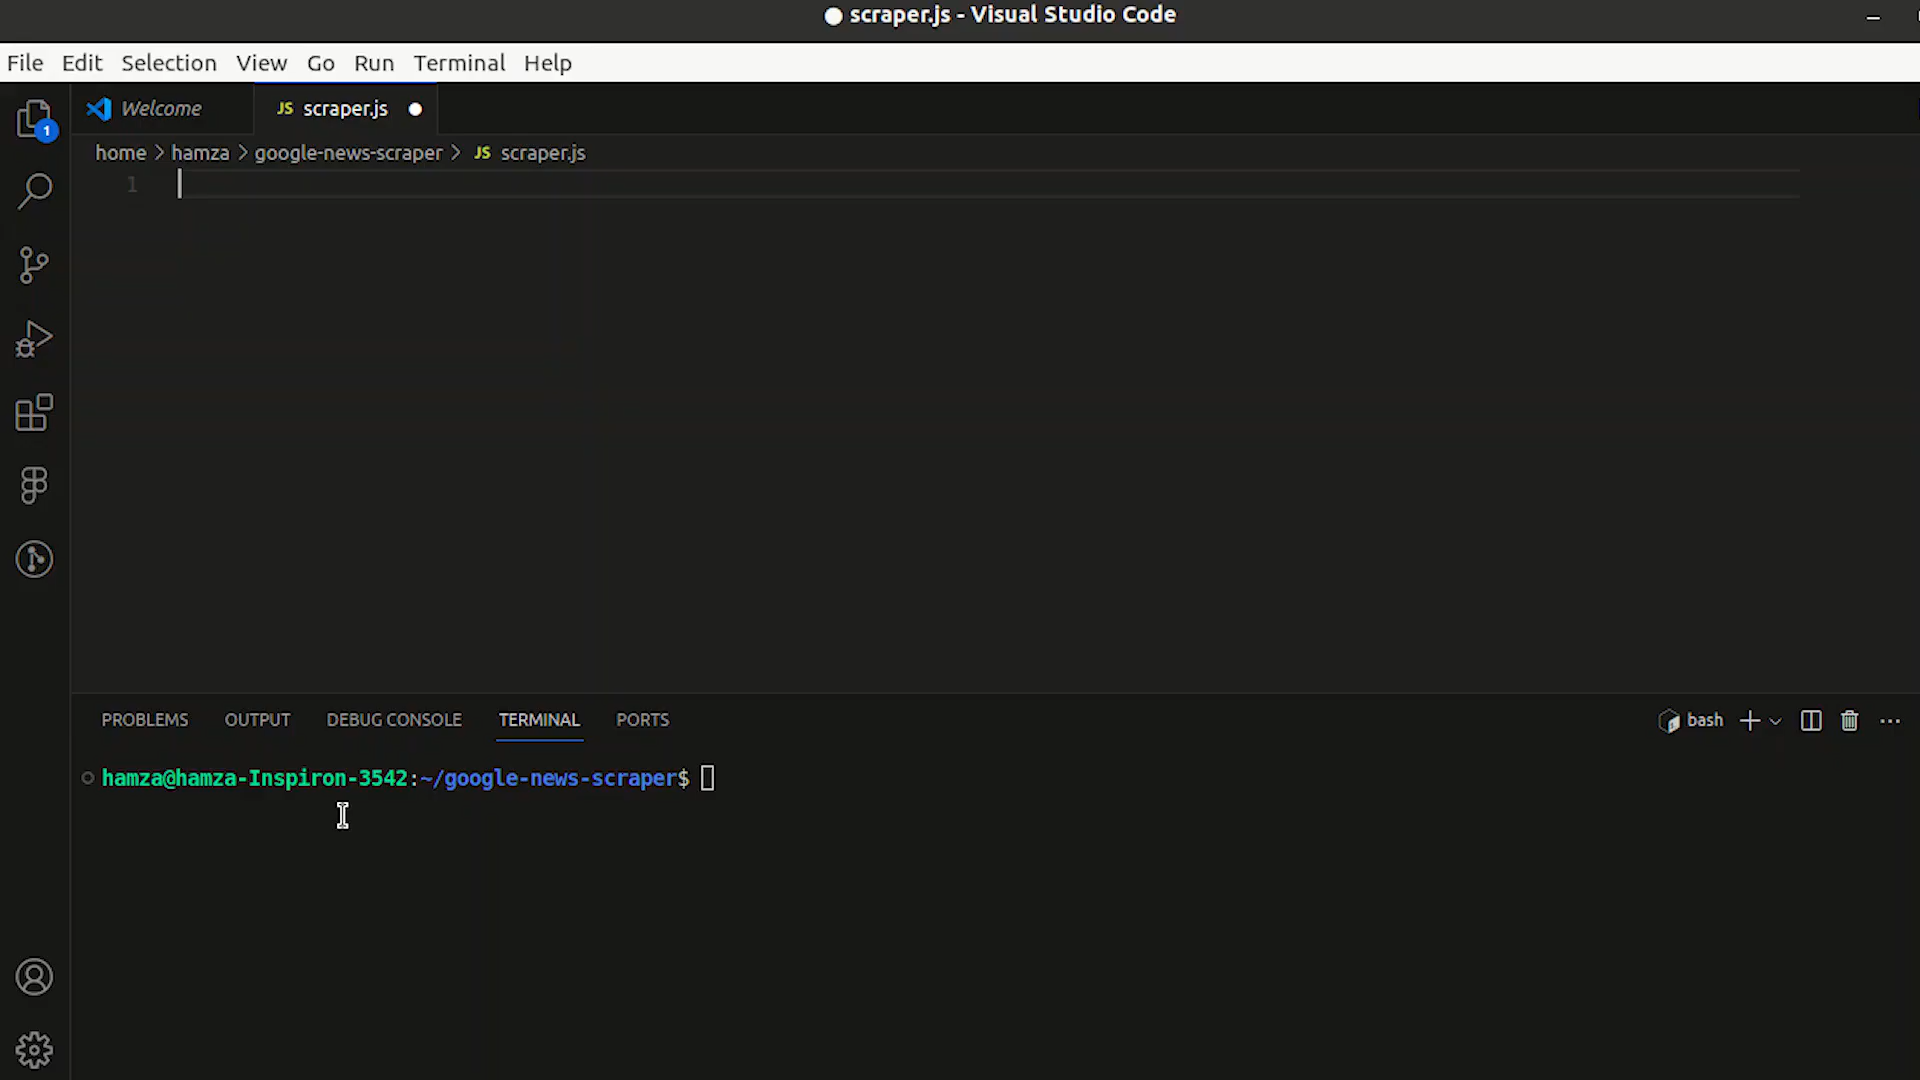 scraper.js - Visual Studio Code
File Edit Selection View Go Run Terminal Help
Welcome JS scraper.js
1
home > hamza > google-news-scraper > JS scraper.js
1
PROBLEMS OUTPUT DEBUG CONSOLE TERMINAL PORTS bash
hamza@hamza-Inspiron-3542:~/google-news-scraper$